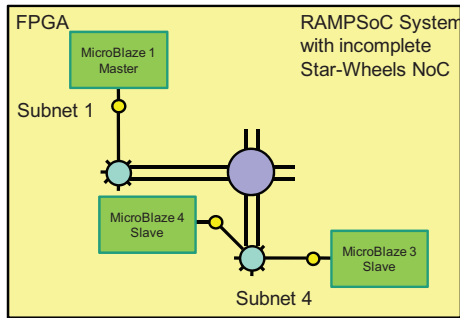 FPGA
RAMPSoC System
with incomplete
Star-Wheels NoC
MicroBlaze 1
Master
Subnet 1
MicroBlaze 4
Slave
MicroBlaze 3
Slave
Subnet 4